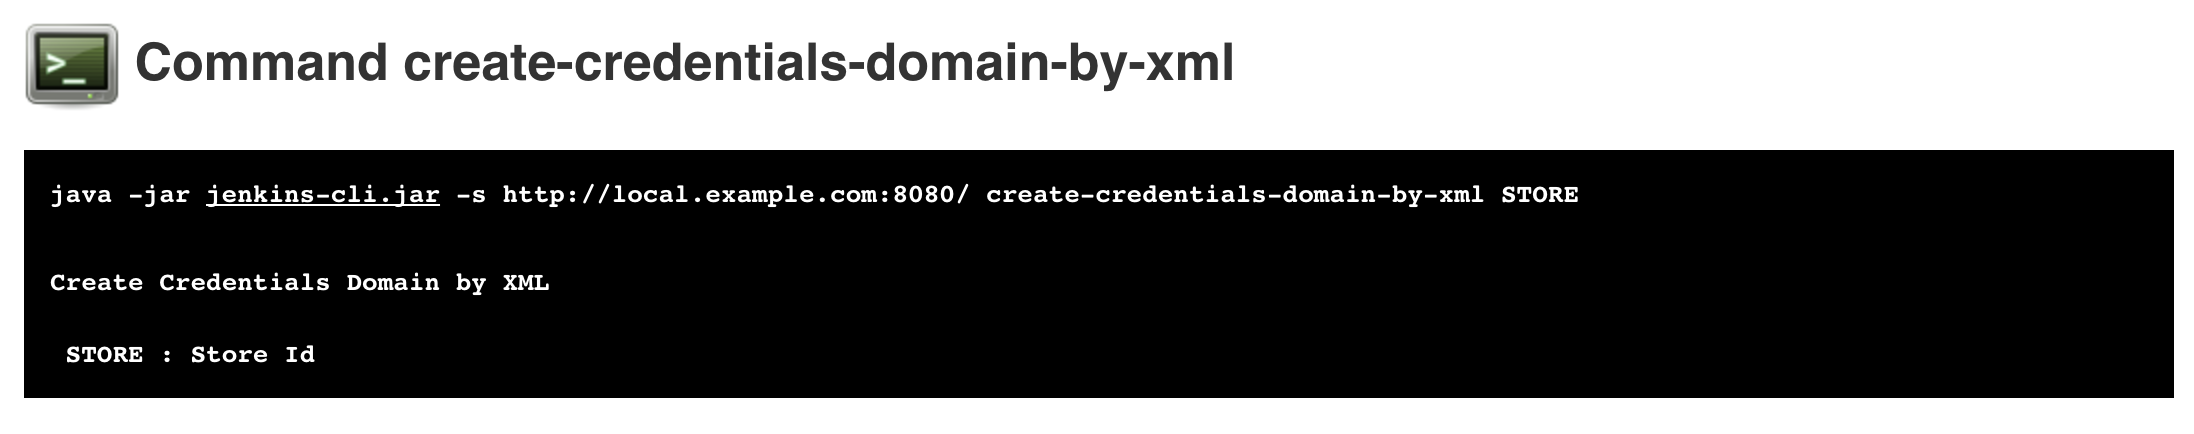 >_
Command create-credentials-domain-by-xml
java -jar jenkins-cli.jar -s http://local.example.com:8080/ create-credentials-domain-by-xml STORE
Create Credentials Domain by XML
STORE : Store Id